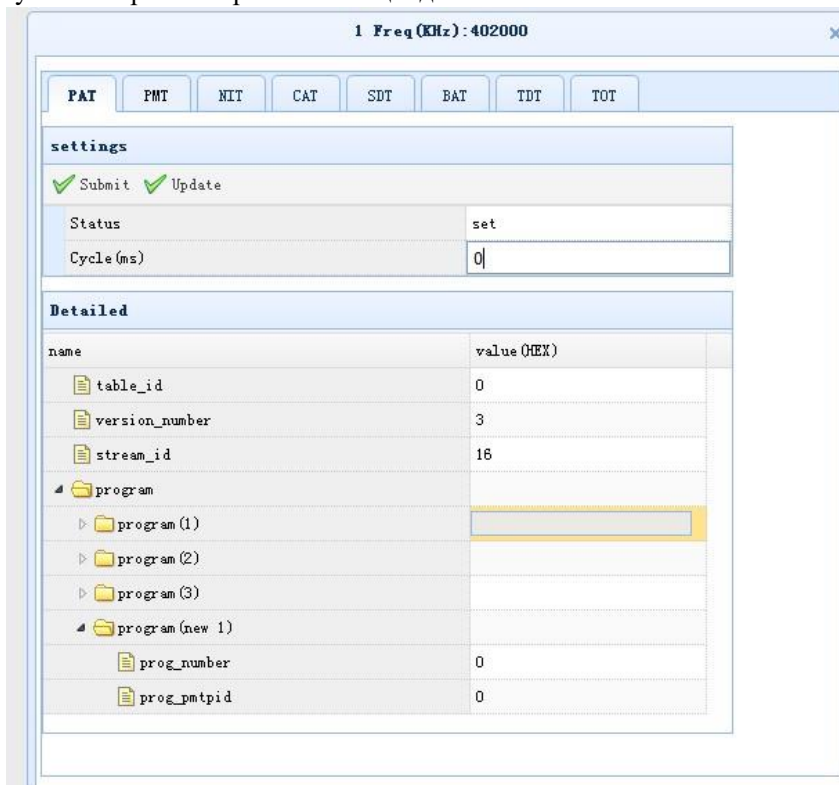 1 Freq(KHz):402000
PAT PMT NIT CAT SDT BAT TDT TOT
settings
Submit Update
Status set
Cycle(ms) 0
Detailed
name value(HEX)
table_id 0
version_number 3
stream_id 16
program
program(1)
program(2)
program(3)
program(new 1)
prog_number 0
prog_pmtpid 0